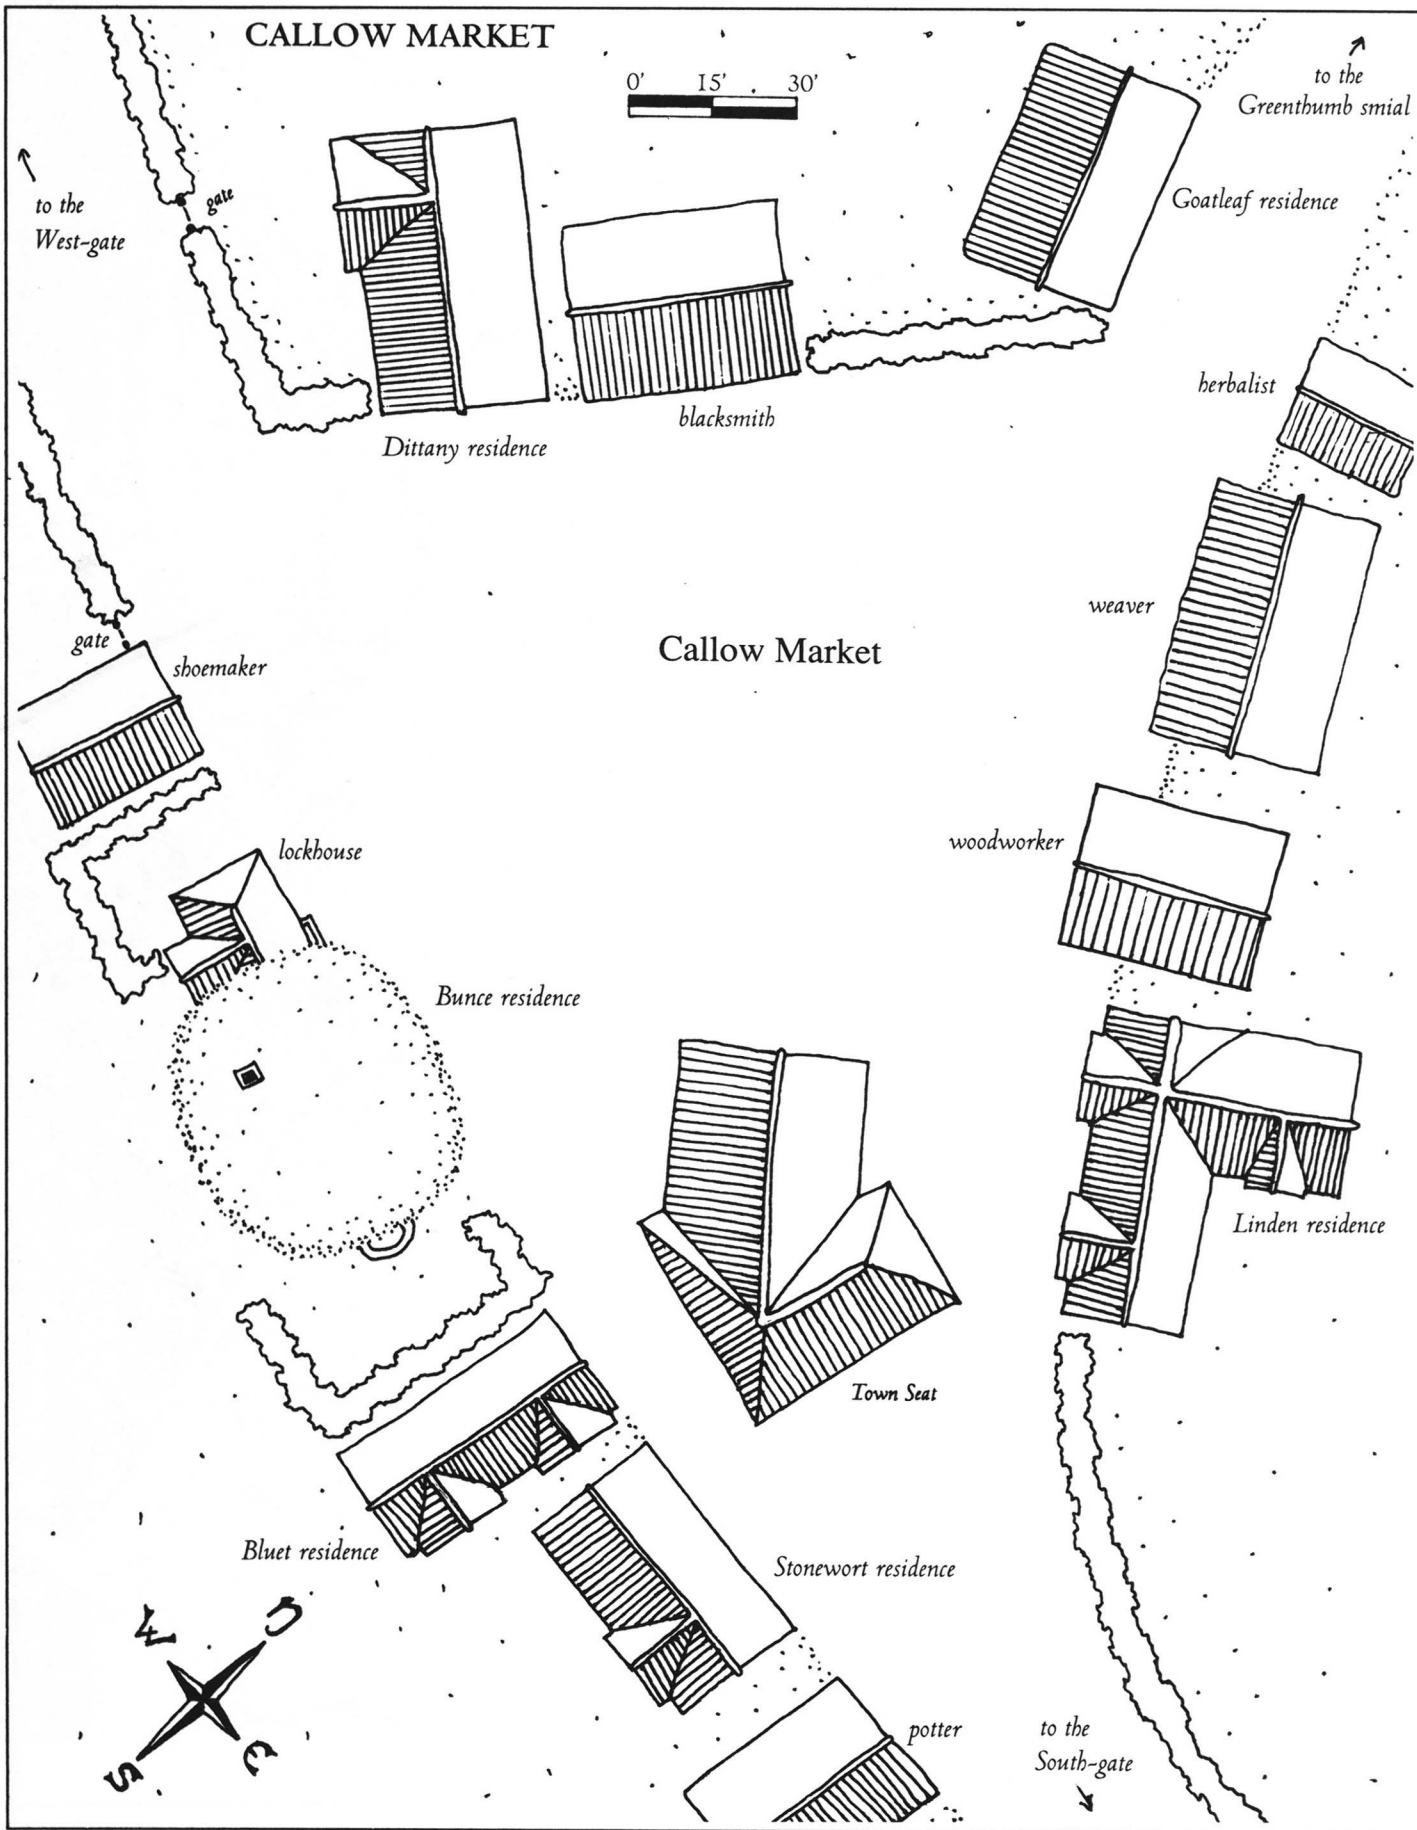 CALLOW MARKET
0' 15' 30'
to the
Greenthumb smial
gate
to the
West-gate
Goatleaf residence
herbalist
blacksmith
Dittany residence
weaver
gate
shoemaker
Callow Market
woodworker
lockhouse
Bunce residence
Linden residence
Town Seat
Bluet residence
Stonewort residence
W
N
S
E
potter
to the
South-gate